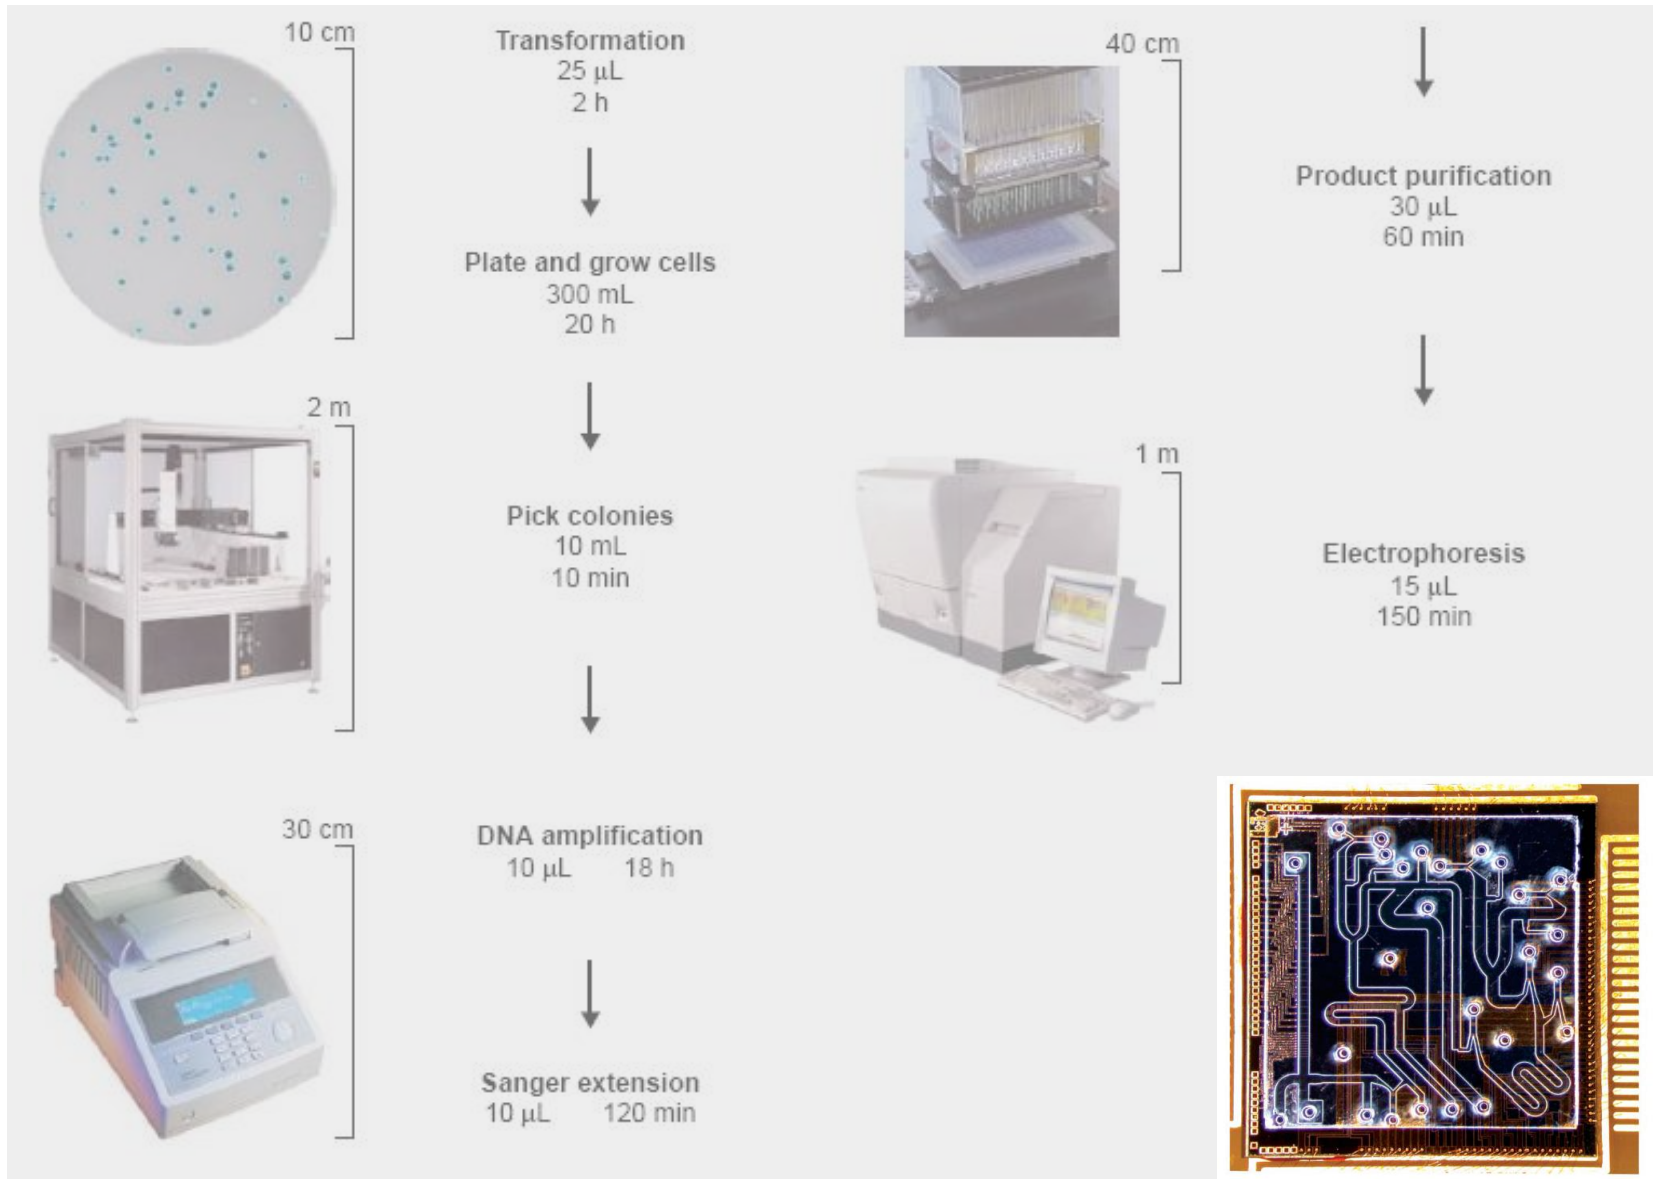 10 cm
Transformation
25 μL
2 h
Plate and grow cells
300 mL
20 h
2 m
Pick colonies
10 mL
10 min
30 cm
DNA amplification
10 μL 18 h
Sanger extension
10 μL 120 min
40 cm
Product purification
30 μL
60 min
1 m
Electrophoresis
15 μL
150 min